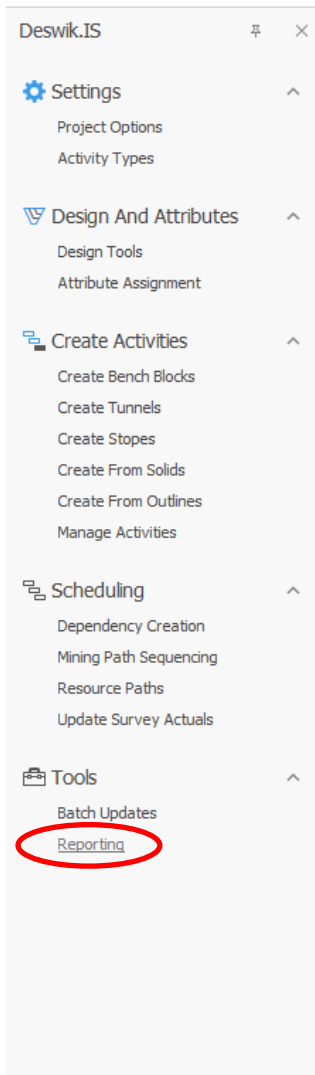 Deswik.IS
Settings
Project Options
Activity Types
Design And Attributes
Design Tools
Attribute Assignment
Create Activities
Create Bench Blocks
Create Tunnels
Create Stopes
Create From Solids
Create From Outlines
Manage Activities
Scheduling
Dependency Creation
Mining Path Sequencing
Resource Paths
Update Survey Actuals
Tools
Batch Updates
Reporting